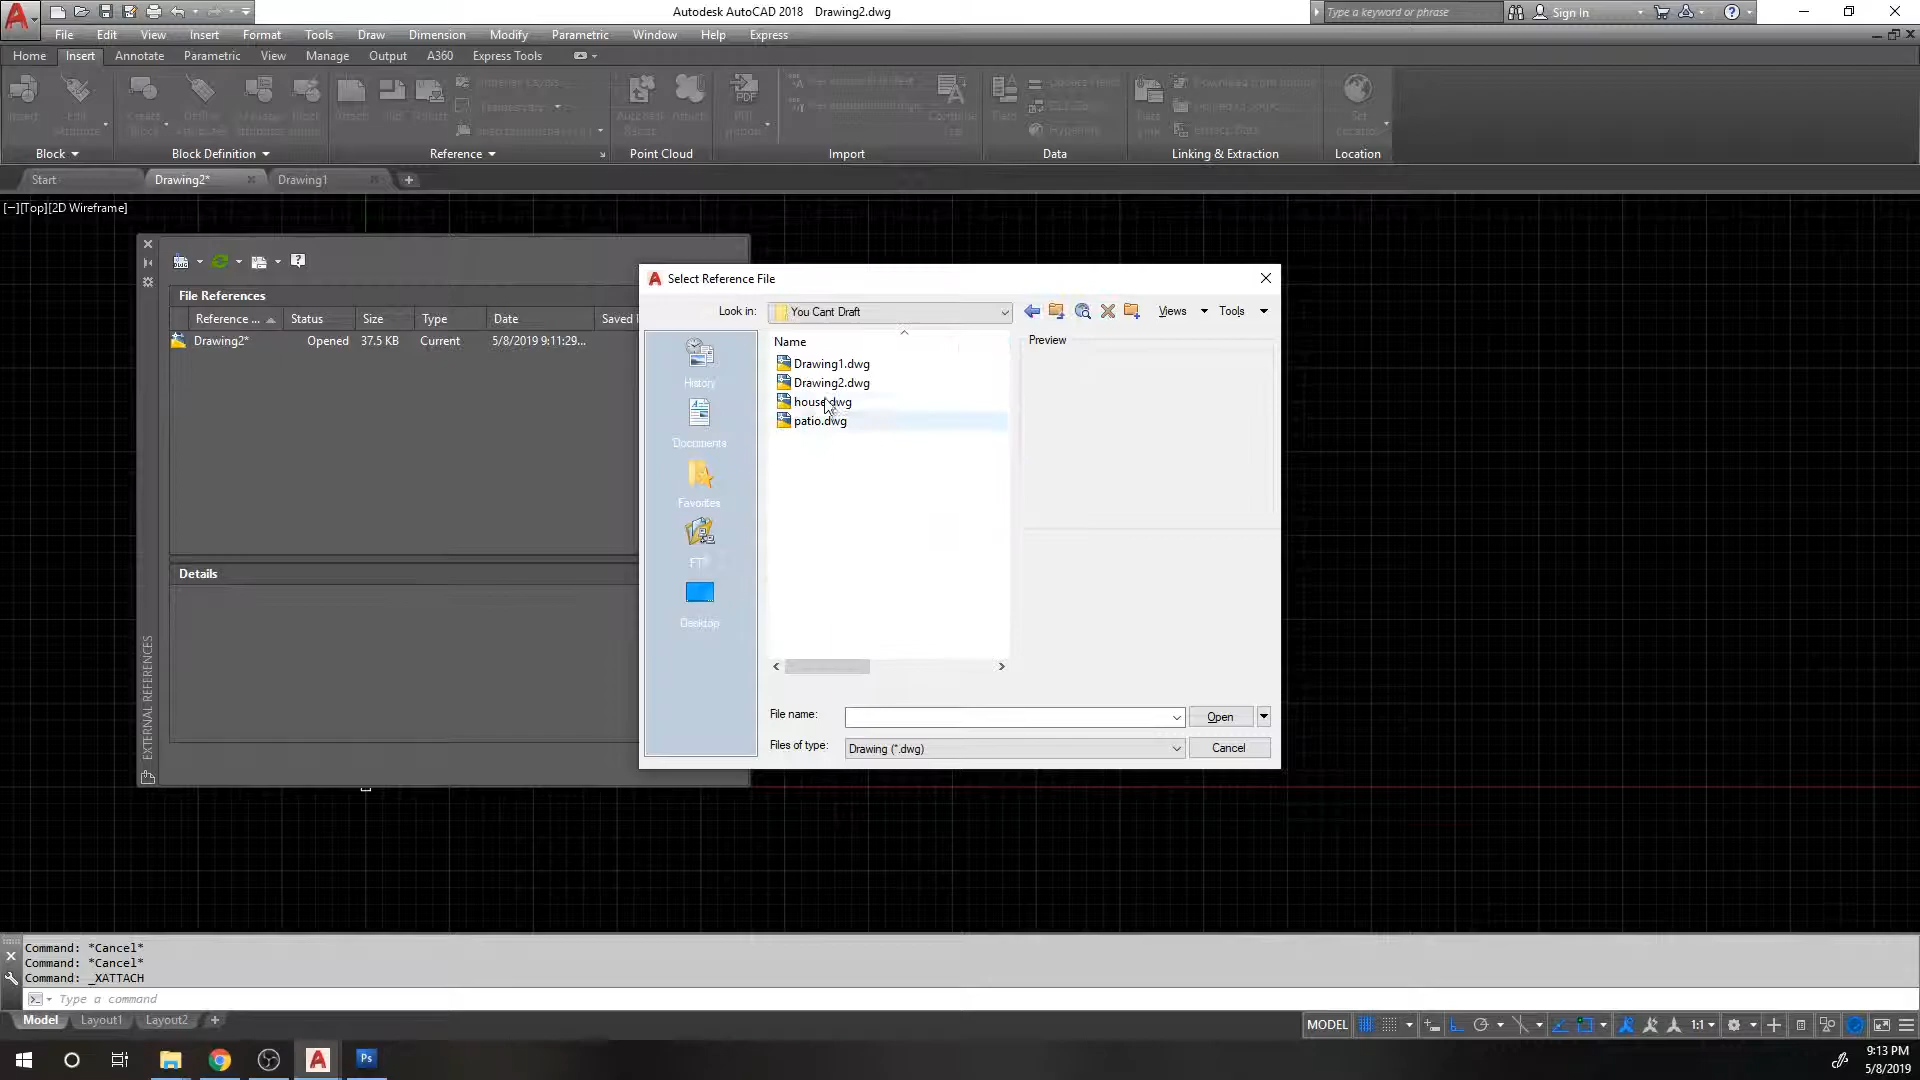 Autodesk AutoCAD 2018 Drawing2.dwg
Type a keyword or phrase
Sign In
File Edit View Insert Format Tools Draw Dimension Modify Parametric Window Help Express
Home Insert Annotate Parametric View Manage Output A360 Express Tools
PDF
Block Block Definition Reference Point Cloud Import Data Linking & Extraction Location
Start Drawing2* Drawing1
[−][Top][2D Wireframe]
File References
Reference ... Status Size Type Date
Drawing2* Opened 37.5 KB Current 5/8/2019 9:11:29...
Details
EXTERNAL REFERENCES
Select Reference File
Look in: You Cant Draft Views Tools
History
Documents
Favorites
Desktop
Name
Drawing1.dwg
Drawing2.dwg
house.dwg
patio.dwg
Preview
File name: Open
Files of type: Drawing (*.dwg) Cancel
Command: *Cancel*
Command: *Cancel*
Command: _XATTACH
Type a command
Model Layout1 Layout2
MODEL 1:1
Ps
9:13 PM
5/8/2019